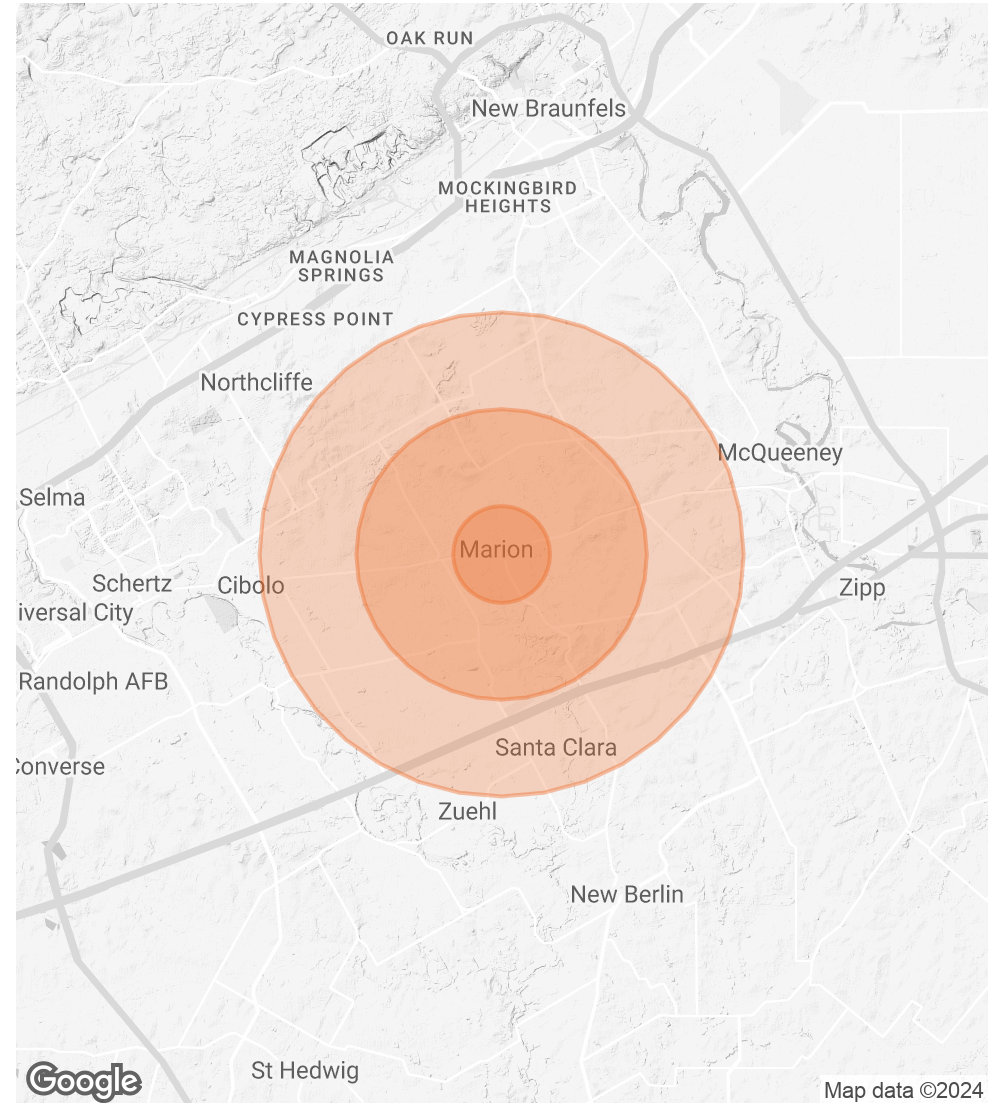 OAK RUN
New Braunfels
MOCKINGBIRD
HEIGHTS
MAGNOLIA
SPRINGS
CYPRESS POINT
Northcliffe
McQueeney
Selma
Marion
Schertz
Cibolo
Zipp
iversal City
Randolph AFB
Santa Clara
Converse
Zuehl
New Berlin
St Hedwig
Google
Map data ©2024